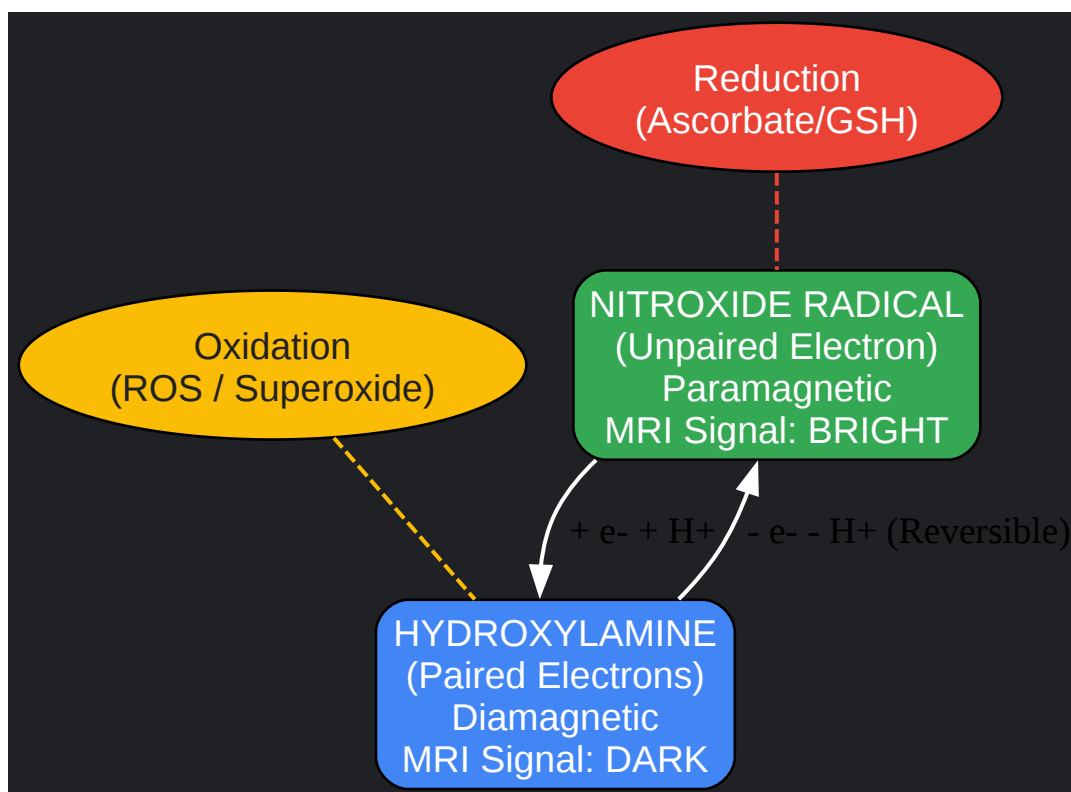 Reduction
(Ascorbate/GSH)
NITROXIDE RADICAL
(Unpaired Electron)
Paramagnetic
MRI Signal: BRIGHT
Oxidation
(ROS / Superoxide)
+ e- + H+
- e- - H+ (Reversible)
HYDROXYLAMINE
(Paired Electrons)
Diamagnetic
MRI Signal: DARK